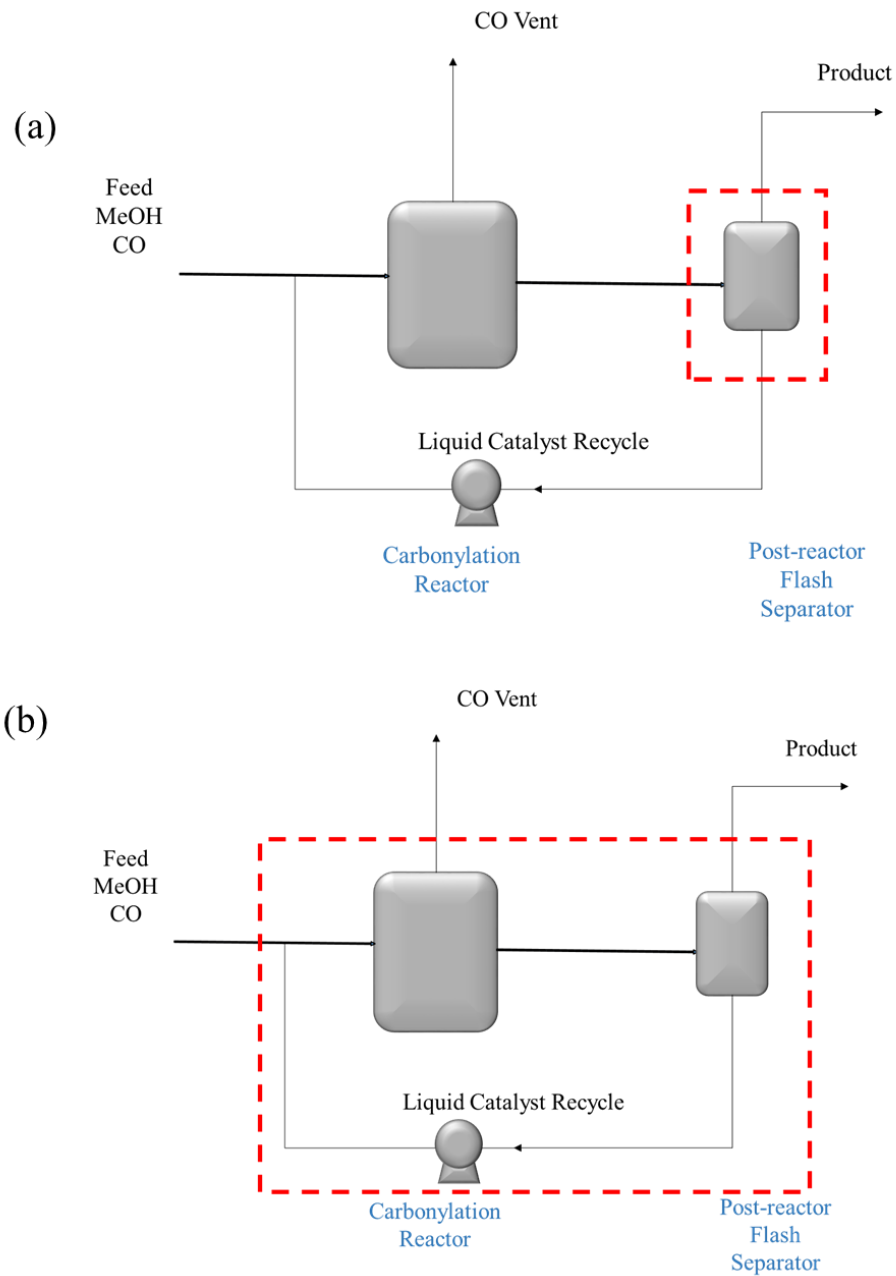 CO Vent
Product
(a)
Feed
MeOH
CO
Liquid Catalyst Recycle
Carbonylation
Reactor
Post-reactor
Flash
Separator
CO Vent
(b)
Product
Feed
MeOH
CO
Liquid Catalyst Recycle
Carbonylation
Reactor
Post-reactor
Flash
Separator